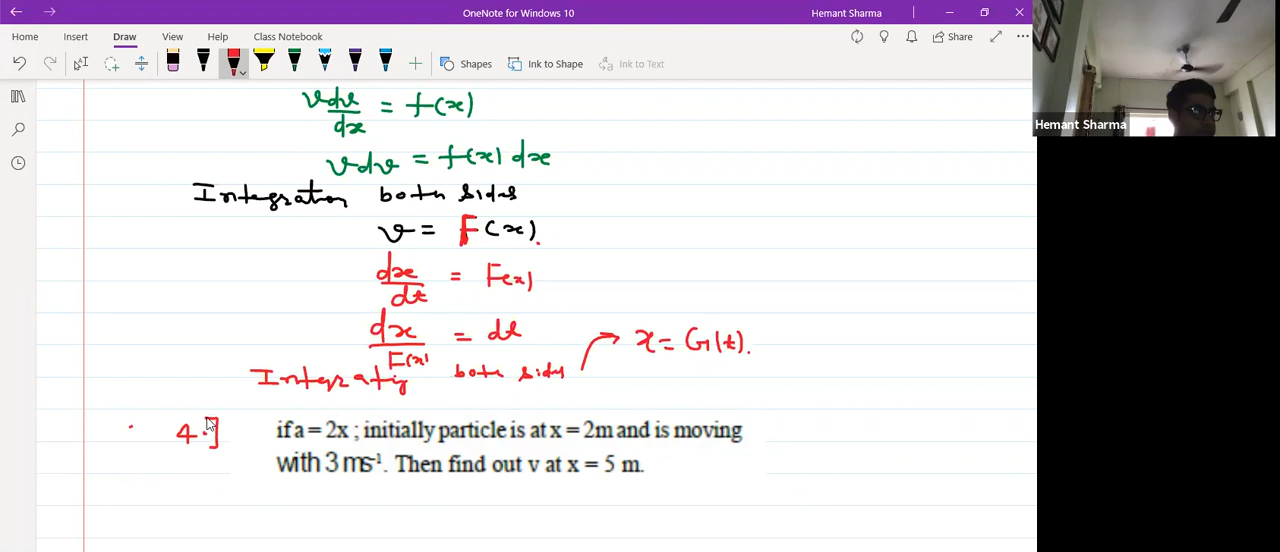 OneNote for Windows 10
Hemant Sharma
Home Insert Draw View Help Class Notebook
Share
Shapes Ink to Shape Ink to Text
Hemant Sharma
vdv/dx = f(x)
vdv = f(x) dx
Integration both sides
v = F(x).
dx/dt = F(x)
dx/F(x) = dt
x = G(t).
Integratig both sides
4.] if a = 2x ; initially particle is at x = 2m and is moving
with 3 ms⁻¹. Then find out v at x = 5 m.